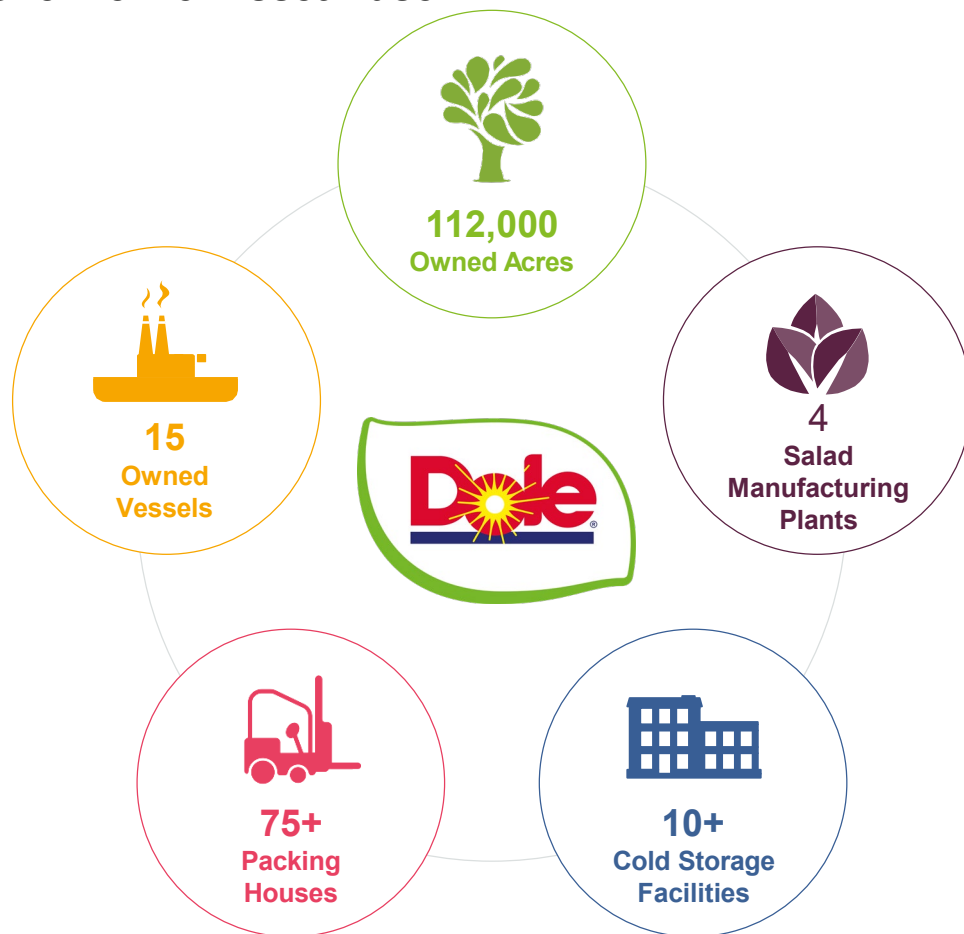 112,000
Owned Acres
15
Owned
Vessels
4
Salad
Manufacturing
Plants
Dole®
75+
Packing
Houses
10+
Cold Storage
Facilities